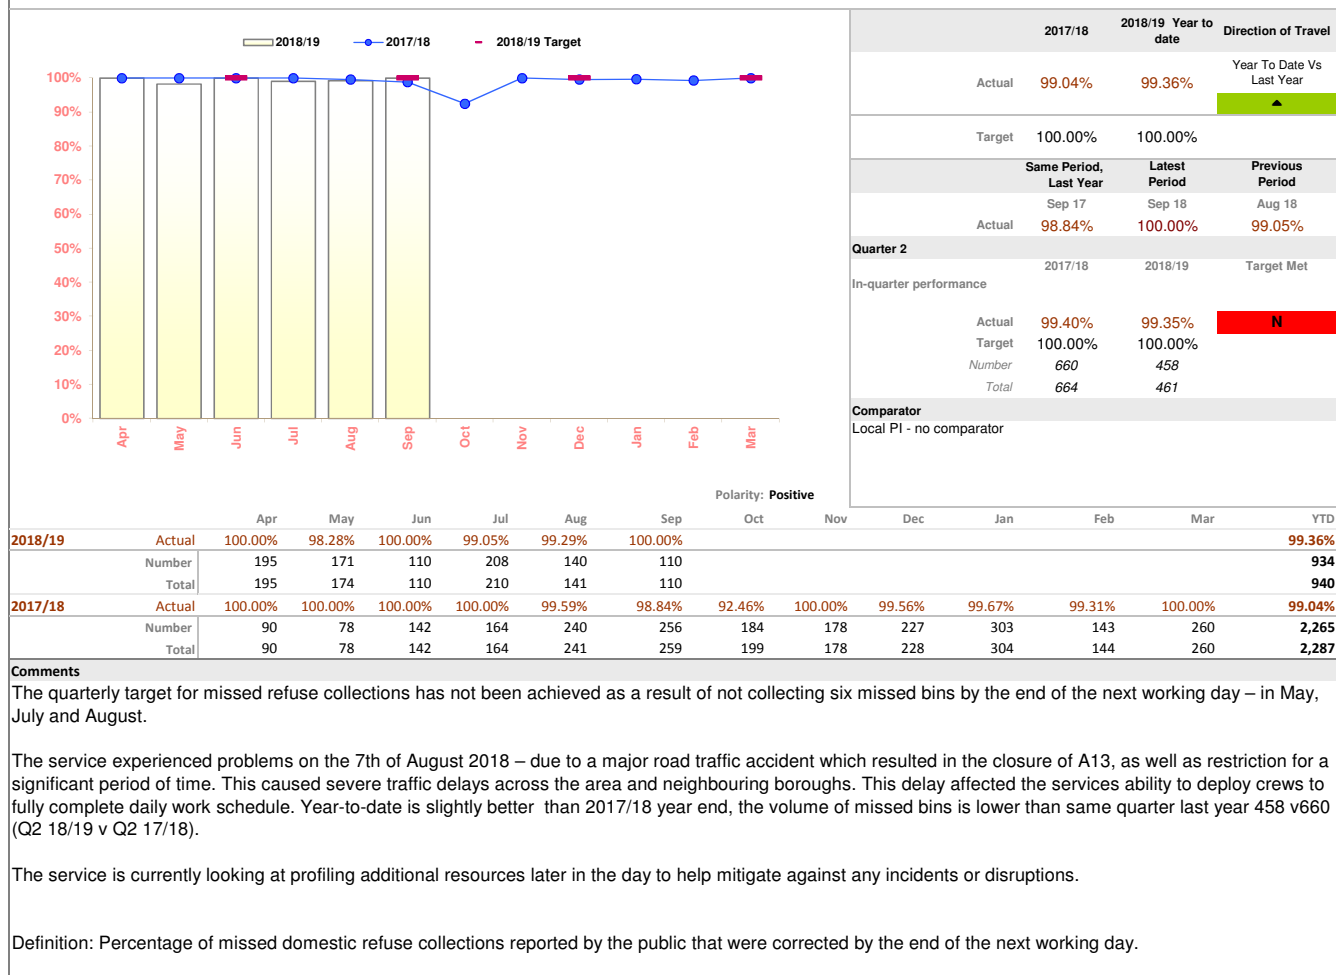 2018/19 2017/18 2018/19 Target
100%
90%
80%
70%
60%
50%
40%
30%
20%
10%
0%
Apr May Jun Jul Aug Sep Oct Nov Dec Jan Feb Mar
Polarity: Positive
2017/18 2018/19 Year to date Direction of Travel
Actual 99.04% 99.36% Year To Date Vs Last Year
Target 100.00% 100.00%
Same Period, Last Year Latest Period Previous Period
Sep 17 Sep 18 Aug 18
Actual 98.84% 100.00% 99.05%
Quarter 2
2017/18 2018/19 Target Met
In-quarter performance
Actual 99.40% 99.35% N
Target 100.00% 100.00%
Number 660 458
Total 664 461
Comparator
Local PI - no comparator
Apr May Jun Jul Aug Sep Oct Nov Dec Jan Feb Mar YTD
2018/19 Actual 100.00% 98.28% 100.00% 99.05% 99.29% 100.00% 99.36%
Number 195 171 110 208 140 110 934
Total 195 174 110 210 141 110 940
2017/18 Actual 100.00% 100.00% 100.00% 100.00% 99.59% 98.84% 92.46% 100.00% 99.56% 99.67% 99.31% 100.00% 99.04%
Number 90 78 142 164 240 256 184 178 227 303 143 260 2,265
Total 90 78 142 164 241 259 199 178 228 304 144 260 2,287
Comments
The quarterly target for missed refuse collections has not been achieved as a result of not collecting six missed bins by the end of the next working day – in May,
July and August.
The service experienced problems on the 7th of August 2018 – due to a major road traffic accident which resulted in the closure of A13, as well as restriction for a
significant period of time. This caused severe traffic delays across the area and neighbouring boroughs. This delay affected the services ability to deploy crews to
fully complete daily work schedule. Year-to-date is slightly better than 2017/18 year end, the volume of missed bins is lower than same quarter last year 458 v660
(Q2 18/19 v Q2 17/18).
The service is currently looking at profiling additional resources later in the day to help mitigate against any incidents or disruptions.
Definition: Percentage of missed domestic refuse collections reported by the public that were corrected by the end of the next working day.